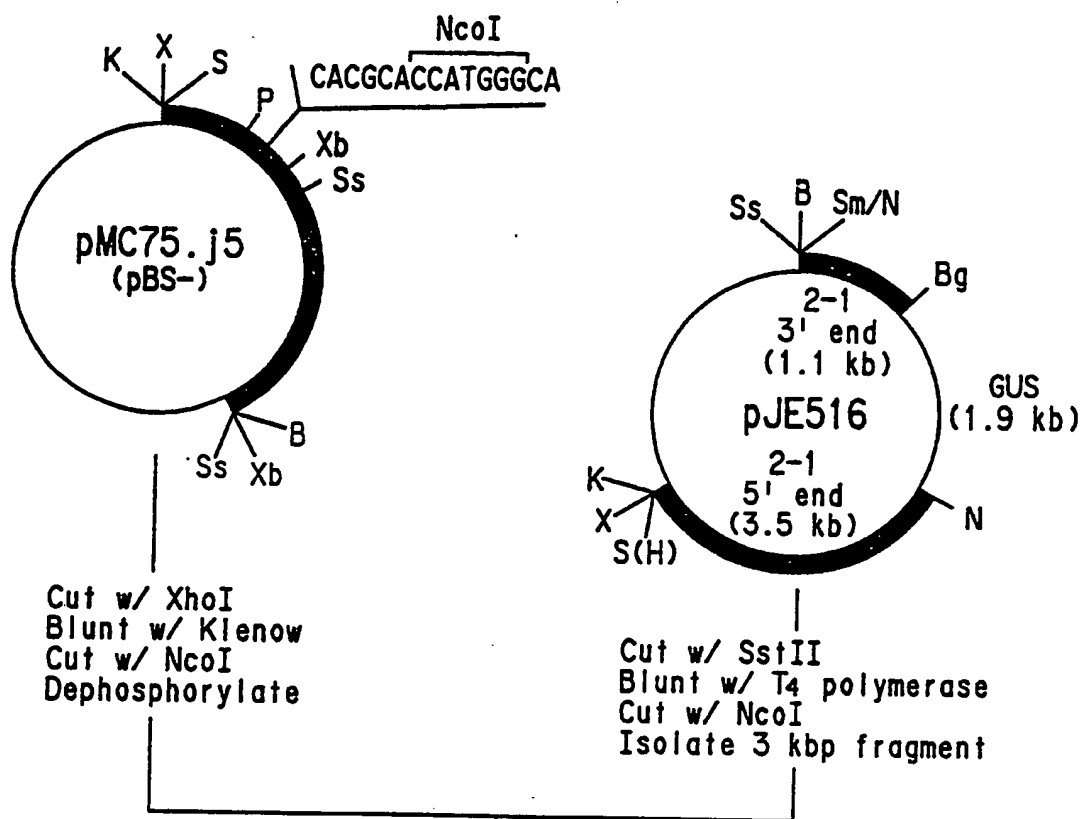 NcoI
K X S
CACGCACCATGGGCA
P
Xb
Ss
pMC75.j5
(pBS-)
B
Ss
Xb
Ss B Sm/N
Bg
2-1
3' end
(1.1 kb)
GUS
(1.9 kb)
pJE516
2-1
5' end
(3.5 kb)
K
X
S(H)
N
Cut w/ XhoI
Blunt w/ Klenow
Cut w/ NcoI
Dephosphorylate
Cut w/ SstII
Blunt w/ T4 polymerase
Cut w/ NcoI
Isolate 3 kbp fragment